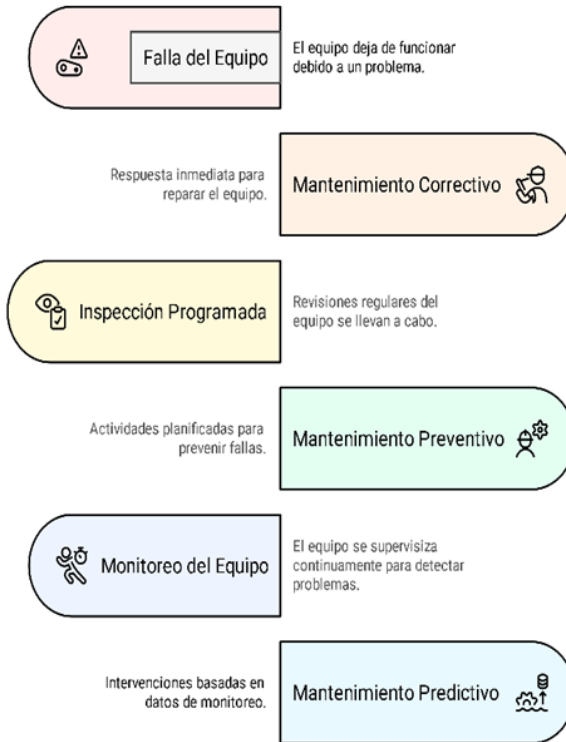 Falla del Equipo
El equipo deja de funcionar
debido a un problema.
Respuesta inmediata para
reparar el equipo.
Mantenimiento Correctivo
Inspección Programada
Revisiones regulares del
equipo se llevan a cabo.
Actividades planificadas para
prevenir fallas.
Mantenimiento Preventivo
Monitoreo del Equipo
El equipo se supervisiza
continuamente para detectar
problemas.
Intervenciones basadas en
datos de monitoreo.
Mantenimiento Predictivo